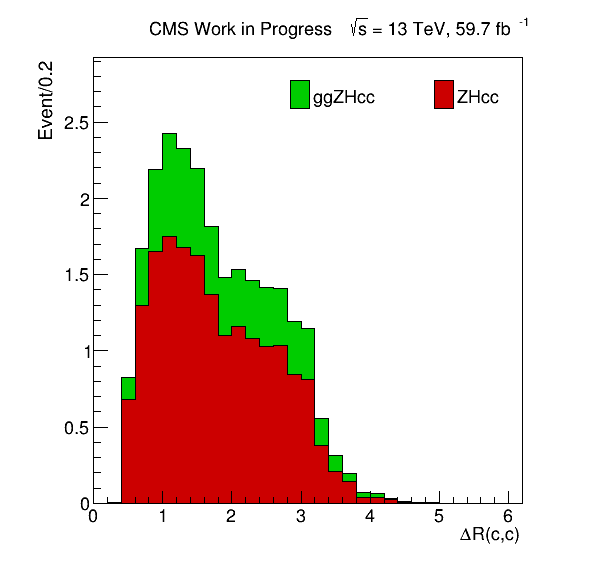 CMS Work in Progress √s = 13 TeV, 59.7 fb -1
Event/0.2
ggZHcc
ZHcc
2.5
2
1.5
1
0.5
0
0 1 2 3 4 5 6
ΔR(c,c)